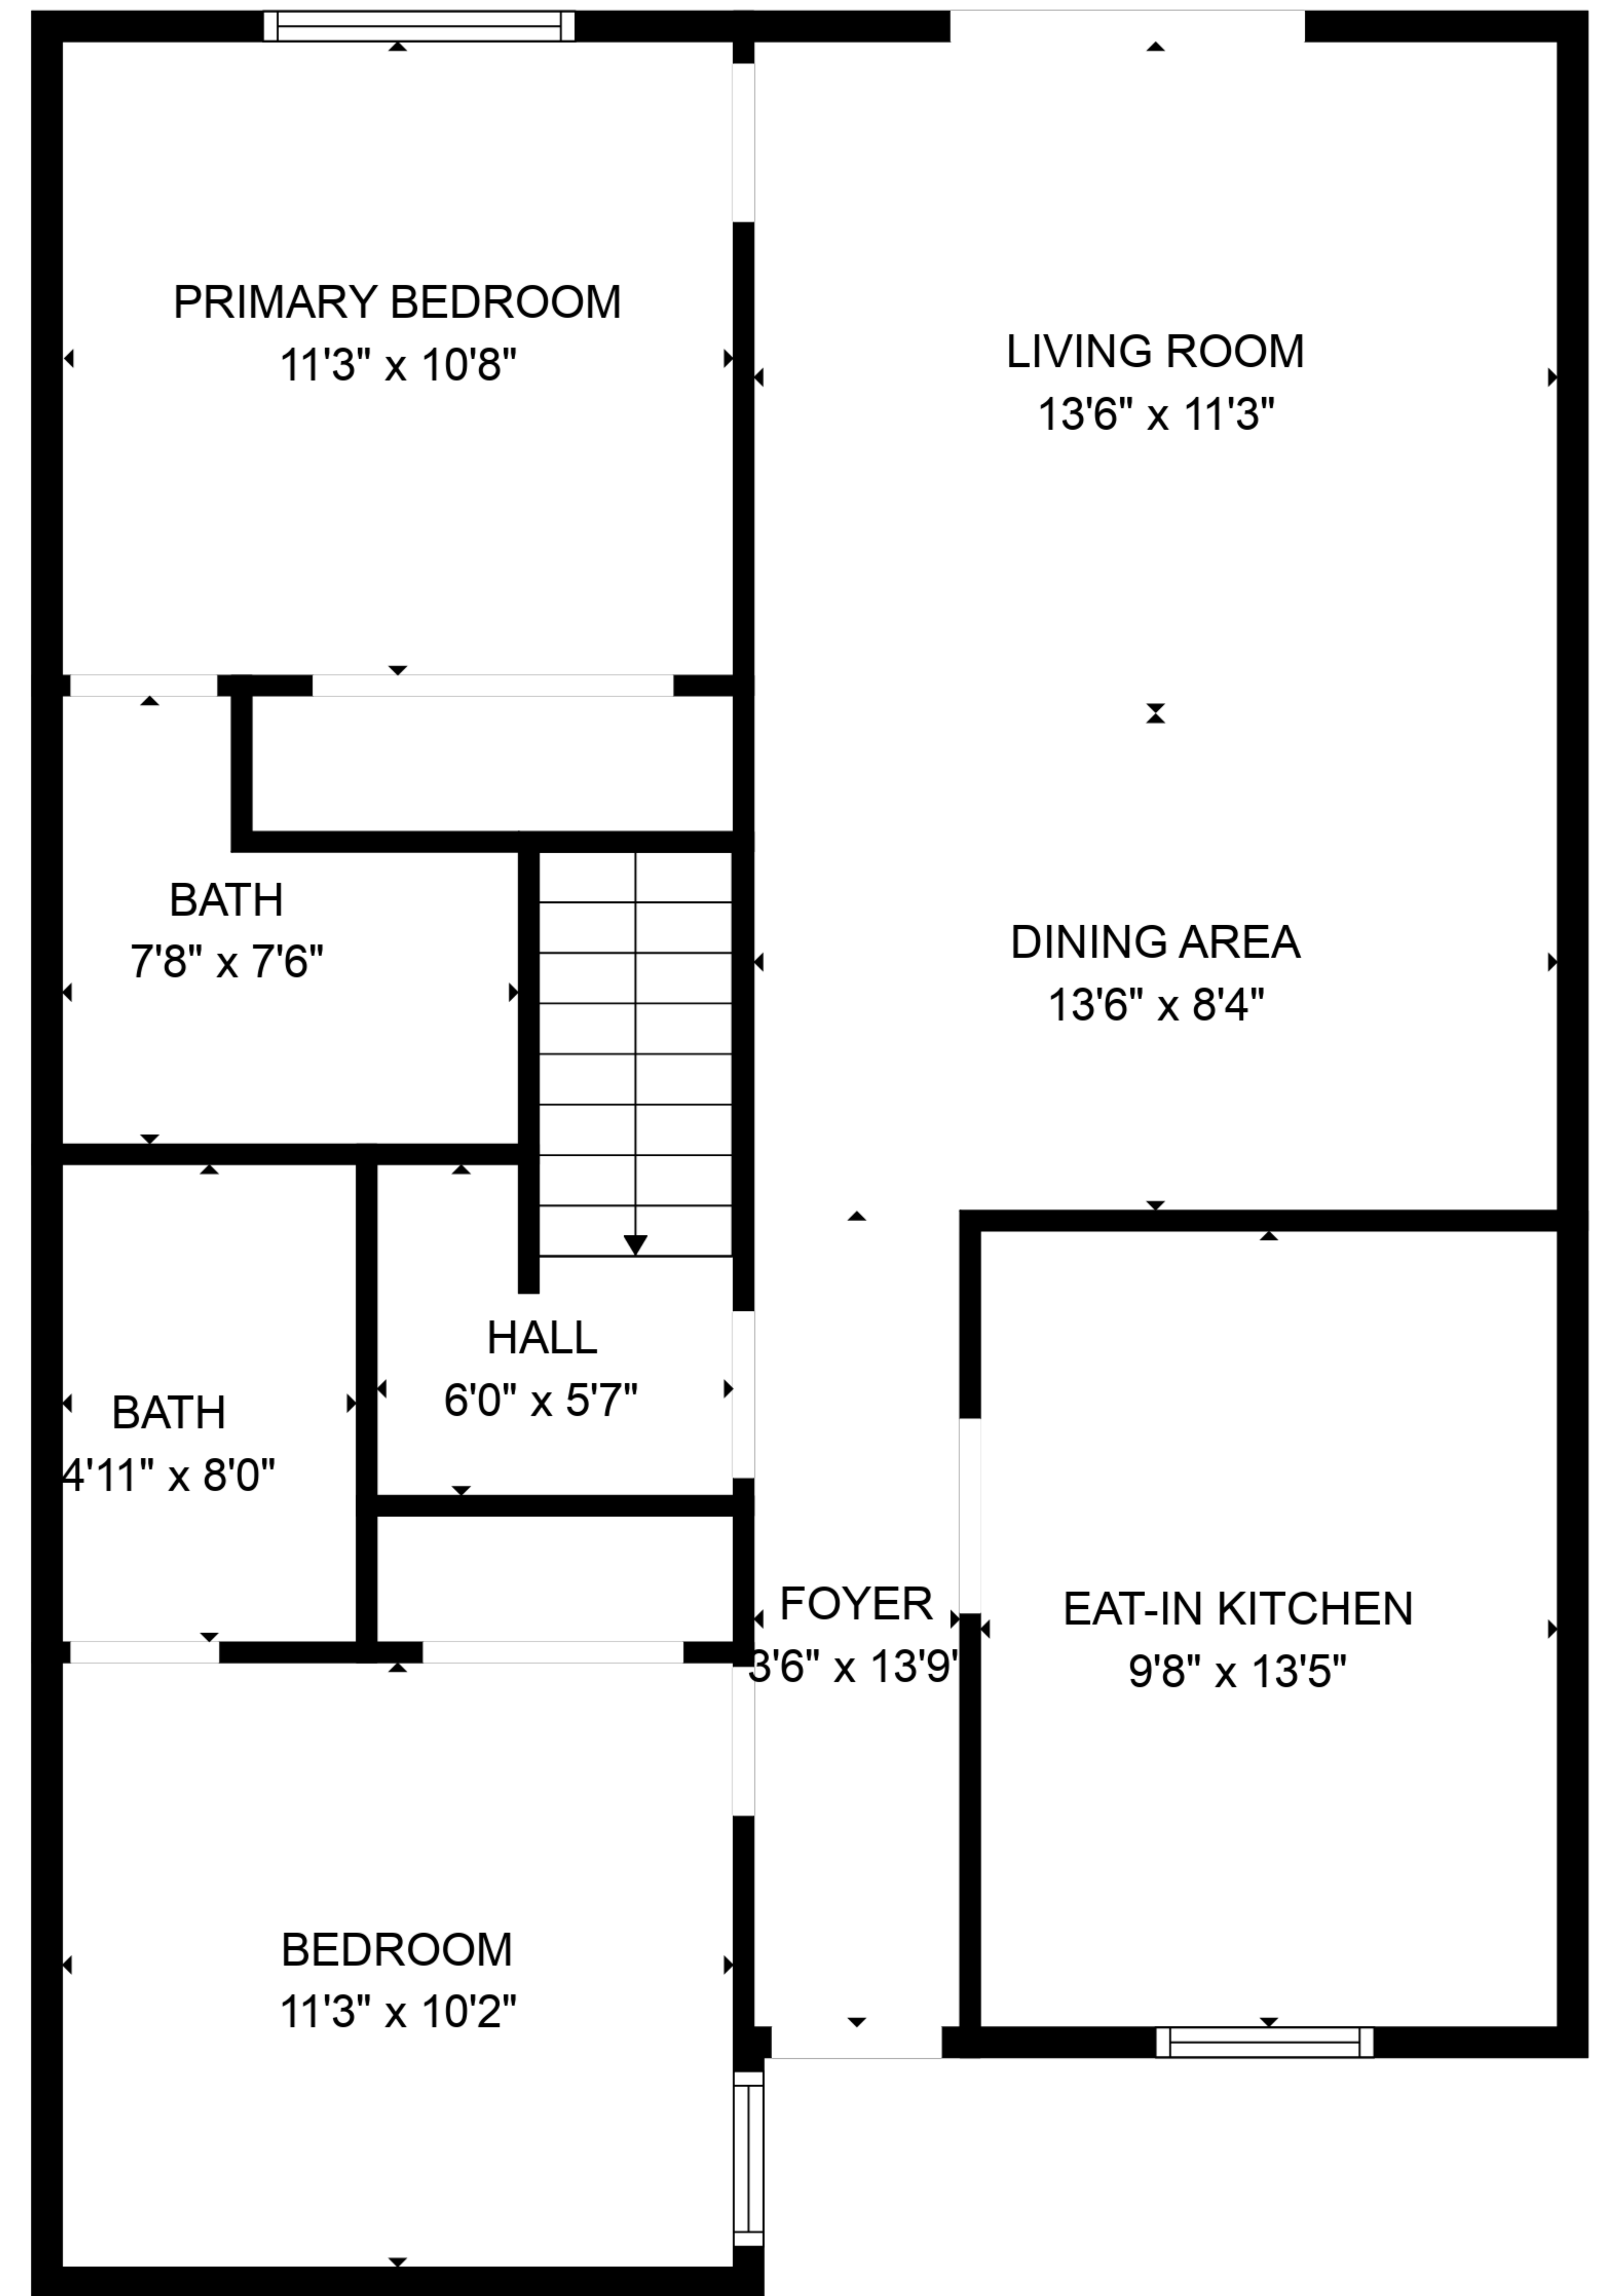 PRIMARY BEDROOM
11'3" x 10'8"
LIVING ROOM
13'6" x 11'3"
BATH
7'8" x 7'6"
DINING AREA
13'6" x 8'4"
HALL
6'0" x 5'7"
BATH
4'11" x 8'0"
FOYER
3'6" x 13'9'
EAT-IN KITCHEN
9'8" x 13'5"
BEDROOM
11'3" x 10'2"